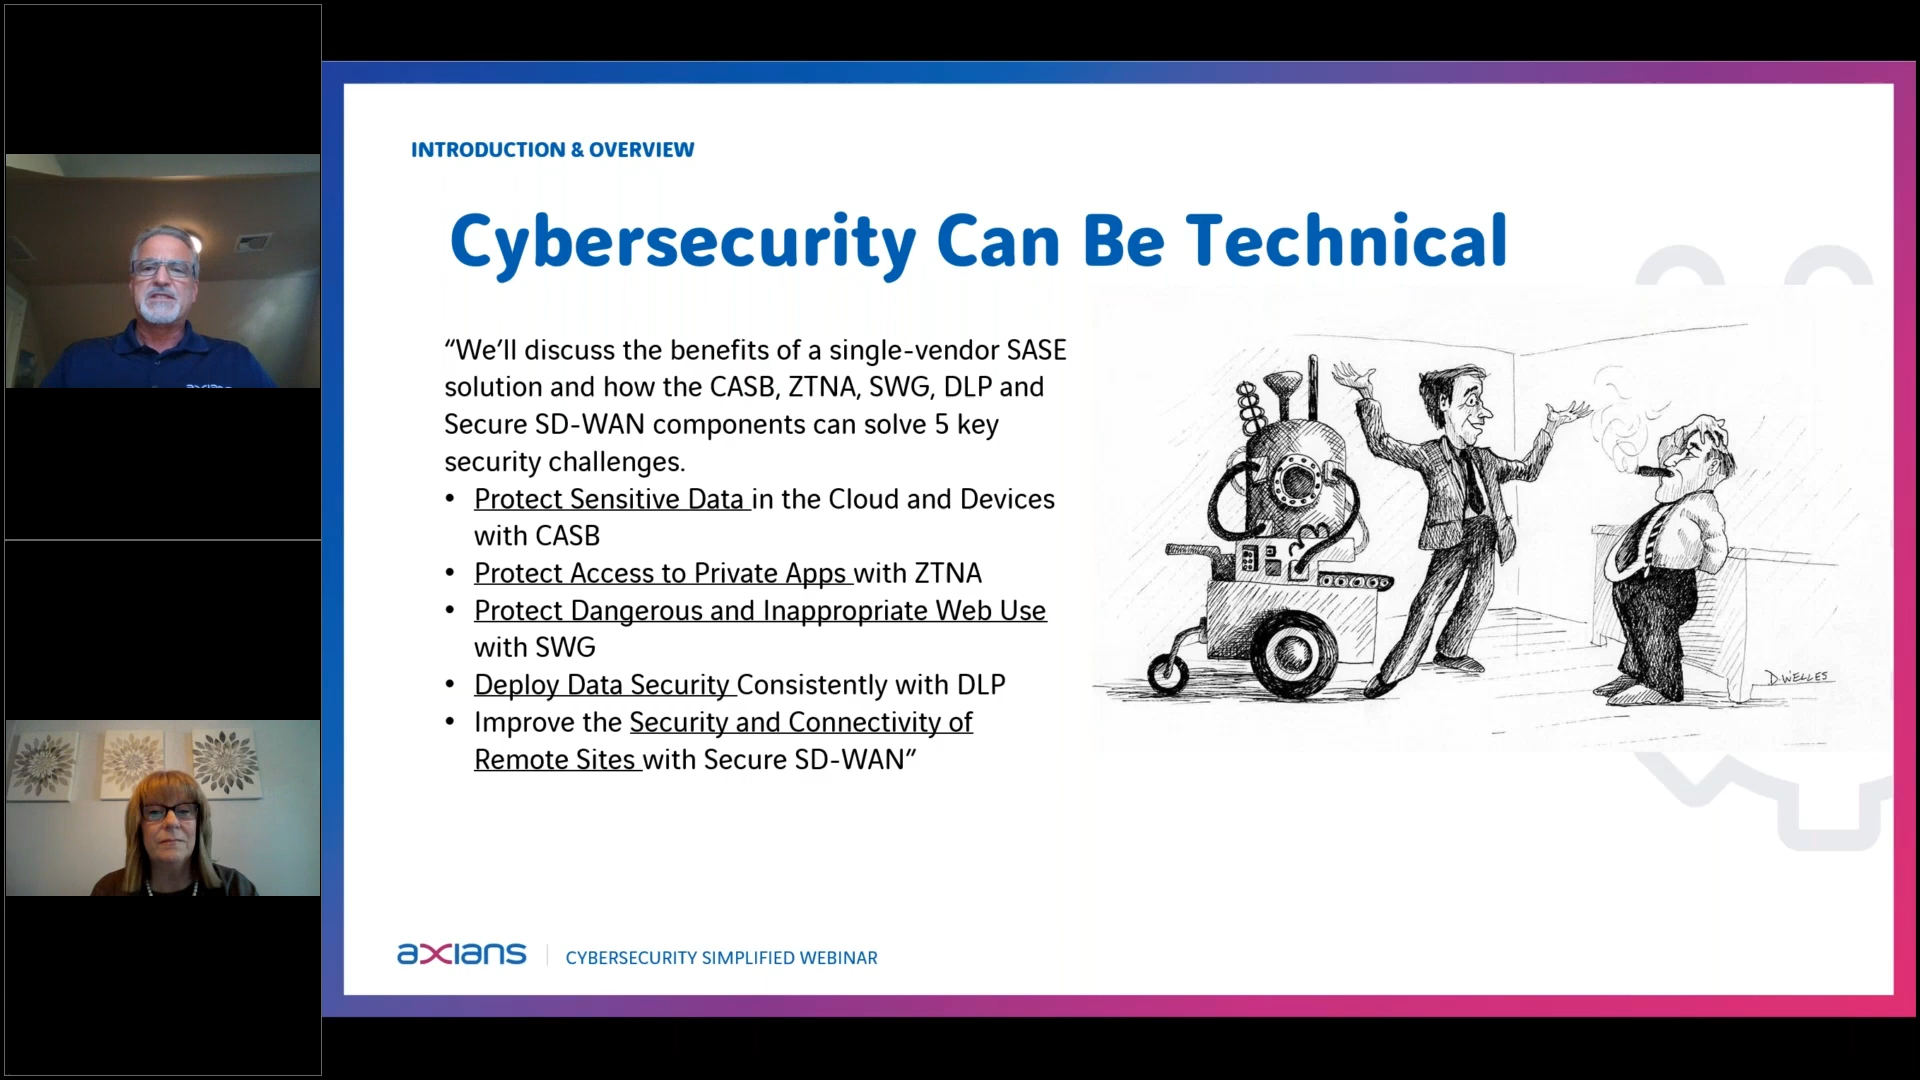 INTRODUCTION & OVERVIEW
Cybersecurity Can Be Technical
“We’ll discuss the benefits of a single-vendor SASE
solution and how the CASB, ZTNA, SWG, DLP and
Secure SD-WAN components can solve 5 key
security challenges.
• Protect Sensitive Data in the Cloud and Devices
with CASB
• Protect Access to Private Apps with ZTNA
• Protect Dangerous and Inappropriate Web Use
with SWG
• Deploy Data Security Consistently with DLP
• Improve the Security and Connectivity of
Remote Sites with Secure SD-WAN”
D. WELLES
axians
CYBERSECURITY SIMPLIFIED WEBINAR
axians